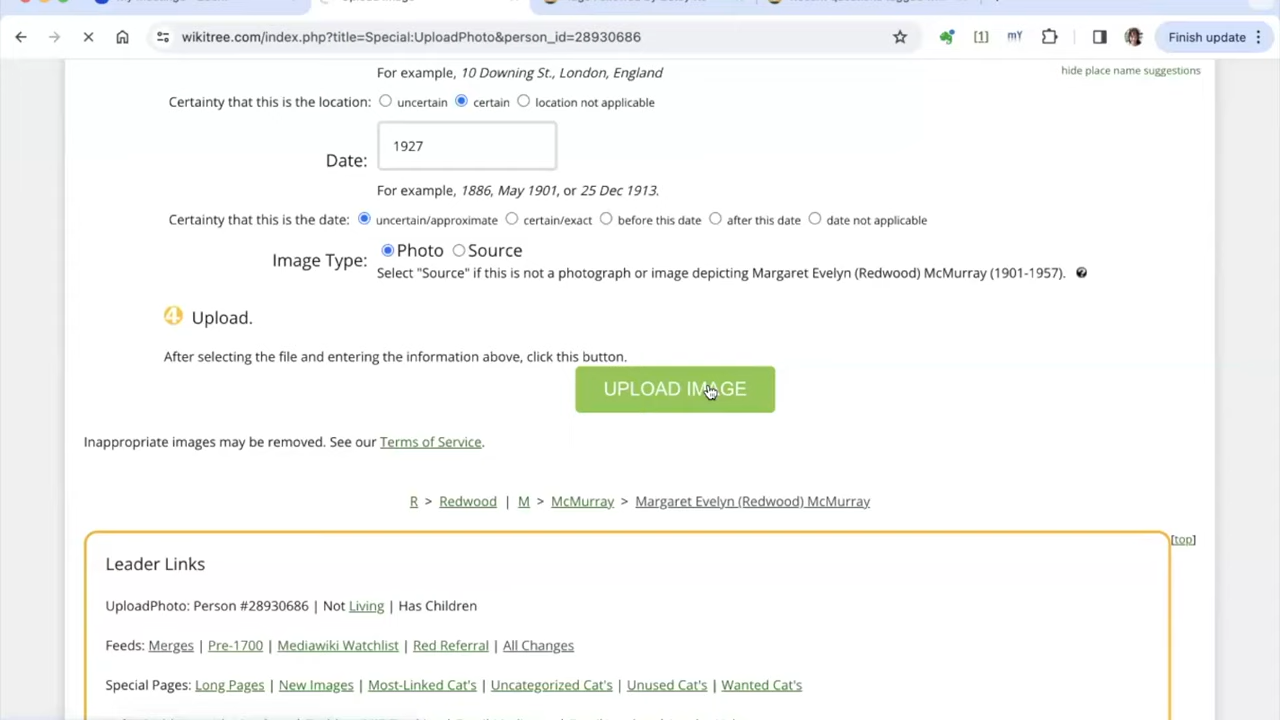 wikitree.com/index.php?title=Special:UploadPhoto&person_id=28930686
[1]
mY
Finish update
For example, 10 Downing St., London, England
hide place name suggestions
Certainty that this is the location: uncertain certain location not applicable
Date: 1927
For example, 1886, May 1901, or 25 Dec 1913.
Certainty that this is the date: uncertain/approximate certain/exact before this date after this date date not applicable
Image Type: Photo Source
Select "Source" if this is not a photograph or image depicting Margaret Evelyn (Redwood) McMurray (1901-1957). ?
4 Upload.
After selecting the file and entering the information above, click this button.
UPLOAD IMAGE
Inappropriate images may be removed. See our Terms of Service.
R > Redwood | M > McMurray > Margaret Evelyn (Redwood) McMurray
[top]
Leader Links
UploadPhoto: Person #28930686 | Not Living | Has Children
Feeds: Merges | Pre-1700 | Mediawiki Watchlist | Red Referral | All Changes
Special Pages: Long Pages | New Images | Most-Linked Cat's | Uncategorized Cat's | Unused Cat's | Wanted Cat's